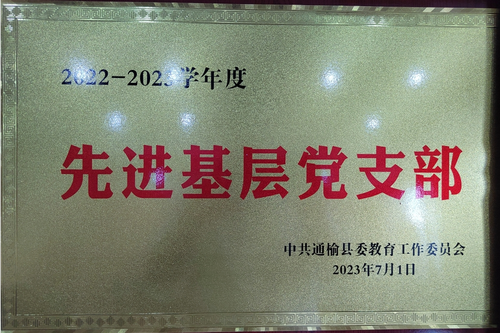 2022-2023学年度
先进基层党支部
中共通榆县委教育工作委员会
2023年7月1日